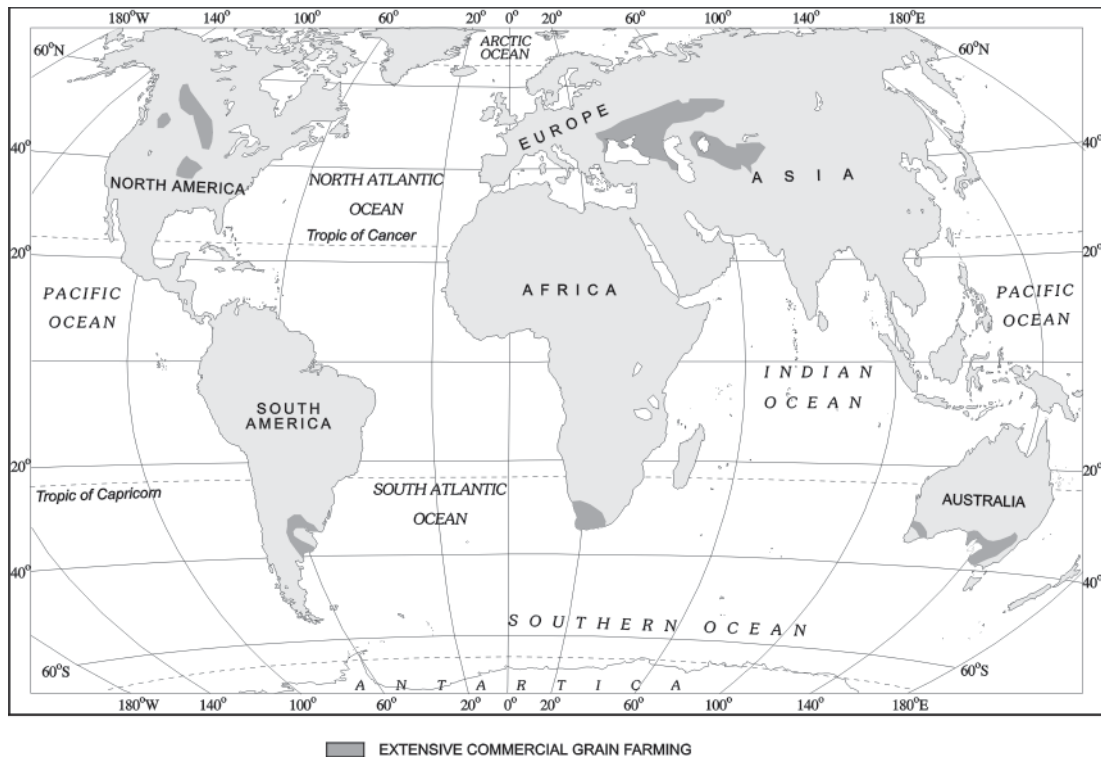 180°W 140° 100° 60° 20° 0° 20° 60° 100° 140° 180°E
ARCTIC
OCEAN
60°N
60°N
EUROPE
40°
40°
ASIA
NORTH AMERICA
NORTH ATLANTIC
OCEAN
Tropic of Cancer
20°
20°
AFRICA
PACIFIC
OCEAN
PACIFIC
OCEAN
INDIAN
OCEAN
SOUTH
AMERICA
20°
20°
Tropic of Capricorn
SOUTH ATLANTIC
OCEAN
AUSTRALIA
40°
40°
SOUTHERN OCEAN
60°S
60°S
ANTARTICA
180°W 140° 100° 60° 20° 0° 20° 60° 100° 140° 180°E
EXTENSIVE COMMERCIAL GRAIN FARMING